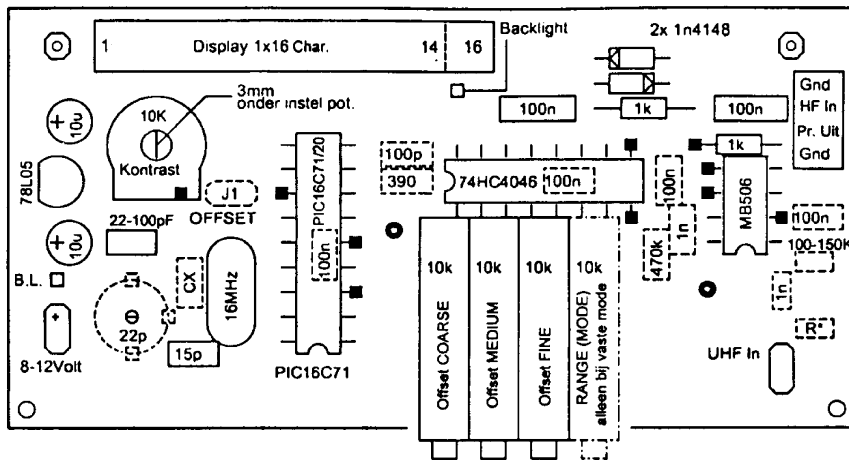 1 Display 1x16 Char. 14 16
Backlight
2x 1n4148
3mm
onder instel pot.
10K
Kontrast
+
10u
78L05
+
10u
100n
1k
100n
Gnd
HF In
Pr. Uit
Gnd
1k
PIC16C71/20
100n
100p
390
74HC4046
100n
100n
MB506
J1
OFFSET
22-100pF
B.L.
+
8-12Volt
22p
CX
15p
16MHz
PIC16C71
10k
Offset COARSE
10k
Offset MEDIUM
10k
Offset FINE
10k
RANGE (MODE)
alleen bij vaste mode
470k
1n
100n
100-150K
1n
R*
UHF In